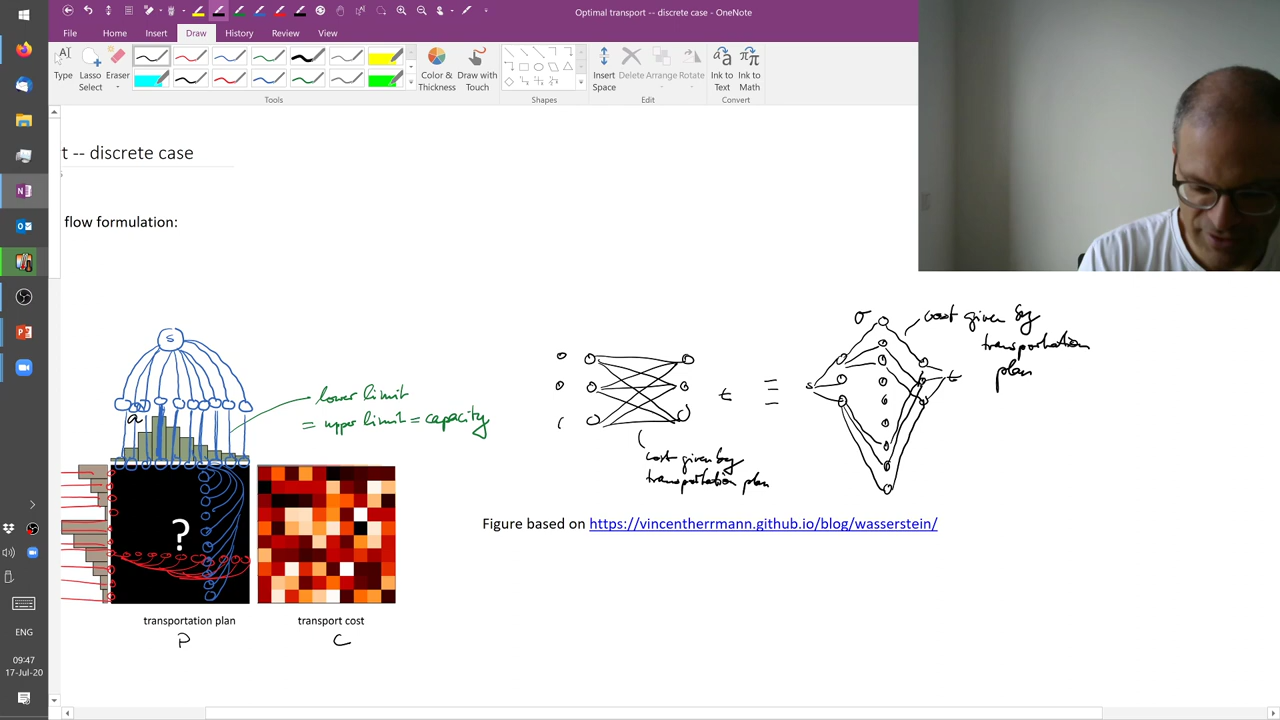 Optimal transport -- discrete case - OneNote
File Home Insert Draw History Review View
Type
Lasso Select
Eraser
Color & Thickness
Draw with Touch
Insert Space
Delete
Arrange
Rotate
Ink to Text
Ink to Math
Tools
Shapes
Edit
Convert
t -- discrete case
flow formulation:
s
a
lower limit
= upper limit = capacity
?
transportation plan
transport cost
P
C
t
cost given by
transportation plan
≡
σ
s
t
cost given by
transportation
plan
Figure based on https://vincentherrmann.github.io/blog/wasserstein/
ENG
09:47
17-Jul-20